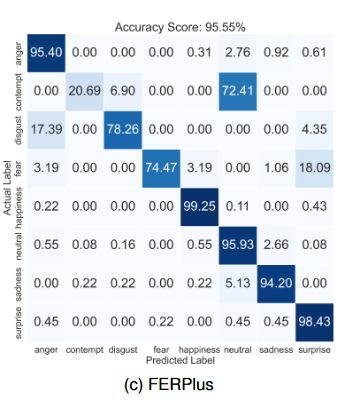 Accuracy Score: 95.55%
anger 95.40 0.00 0.00 0.00 0.31 2.76 0.92 0.61
contempt 0.00 20.69 6.90 0.00 0.00 72.41 0.00 0.00
disgust 17.39 0.00 78.26 0.00 0.00 0.00 0.00 4.35
fear 3.19 0.00 0.00 74.47 3.19 0.00 1.06 18.09
happiness 0.22 0.00 0.00 0.00 99.25 0.11 0.00 0.43
neutral 0.55 0.08 0.16 0.00 0.55 95.93 2.66 0.08
sadness 0.00 0.22 0.22 0.00 0.22 5.13 94.20 0.00
surprise 0.45 0.00 0.00 0.22 0.00 0.45 0.45 98.43
Actual Label
anger contempt disgust fear happiness neutral sadness surprise
Predicted Label
(c) FERPlus